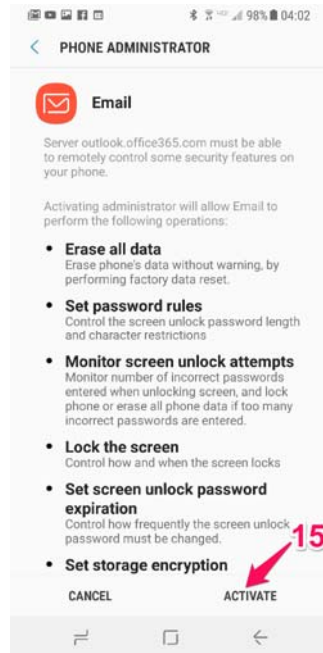 98% 04:02
PHONE ADMINISTRATOR
Email
Server outlook.office365.com must be able
to remotely control some security features on
your phone.
Activating administrator will allow Email to
perform the following operations:
• Erase all data
Erase phone's data without warning, by
performing factory data reset.
• Set password rules
Control the screen unlock password length
and character restrictions
• Monitor screen unlock attempts
Monitor number of incorrect passwords
entered when unlocking screen, and lock
phone or erase all phone data if too many
incorrect passwords are entered.
• Lock the screen
Control how and when the screen locks
• Set screen unlock password
expiration
Control how frequently the screen unlock
password must be changed.
15
• Set storage encryption
CANCEL ACTIVATE